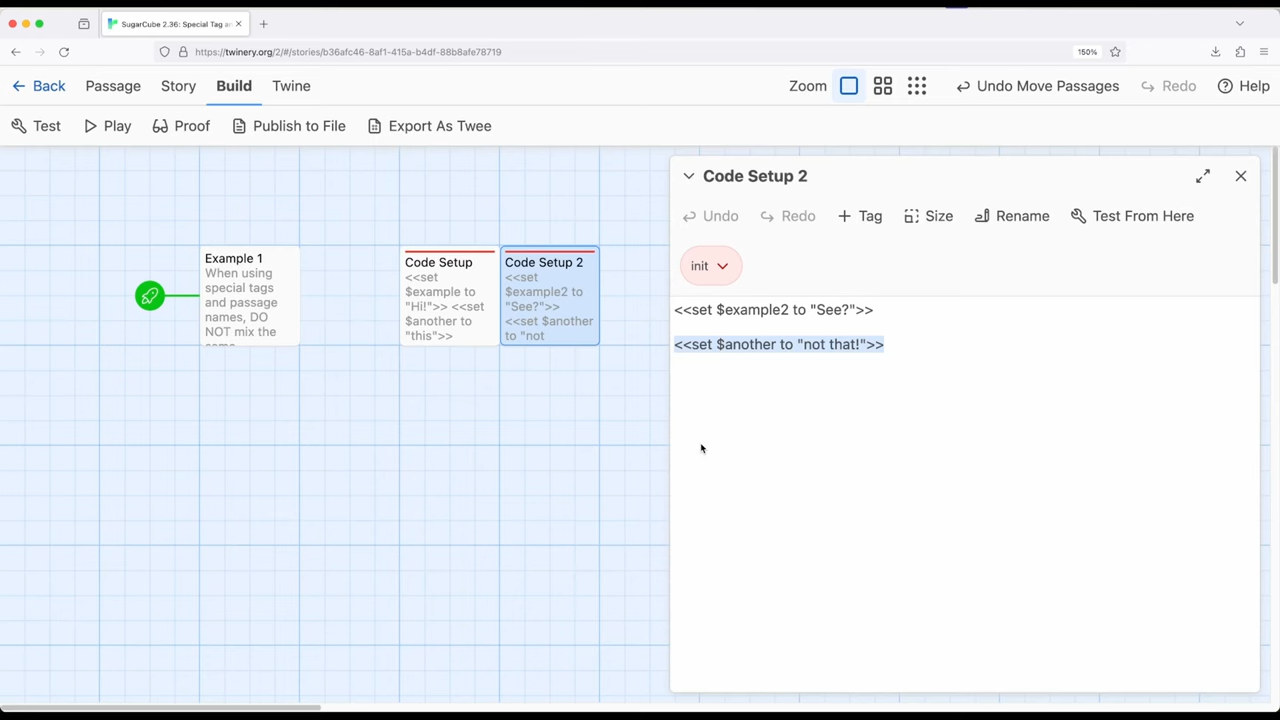 SugarCube 2.36: Special Tag an
https://twinery.org/2/#/stories/b36afc46-8af1-415a-b4df-88b8afe78719
150%
Back
Passage
Story
Build
Twine
Zoom
Undo Move Passages
Redo
Help
Test
Play
Proof
Publish to File
Export As Twee
Example 1
When using
special tags
and passage
names, DO
NOT mix the
Code Setup
<<set
$example to
"Hi!">> <<set
$another to
"this">>
Code Setup 2
<<set
$example2 to
"See?">>
<<set $another
to "not
Code Setup 2
Undo
Redo
Tag
Size
Rename
Test From Here
init
<<set $example2 to "See?">>
<<set $another to "not that!">>